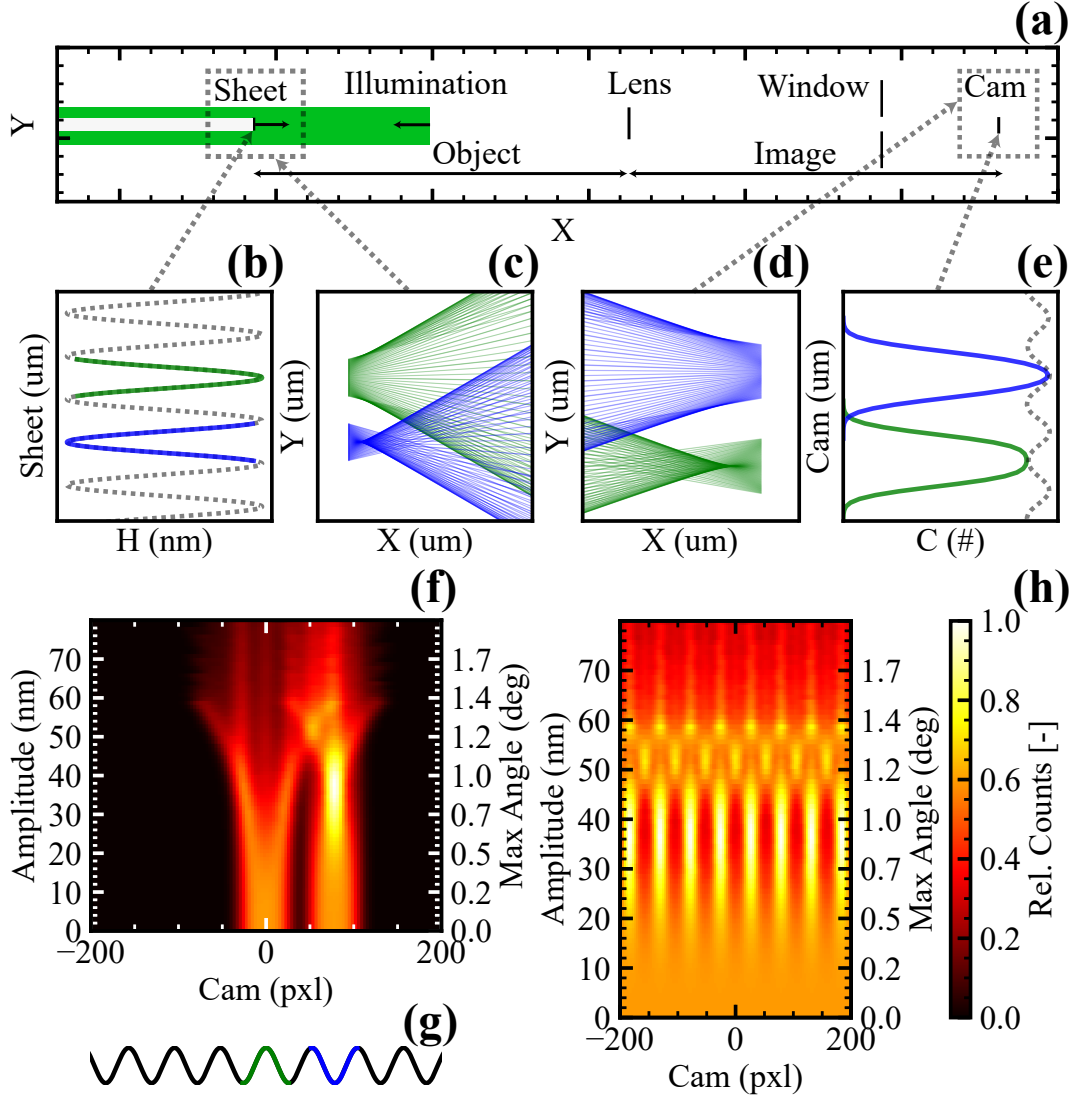 (a)
Sheet Illumination Lens Window Cam
Y
Object Image
X
(b) (c) (d) (e)
Sheet (um)
Y (um)
Y (um)
Cam (um)
H (nm) X (um) X (um) C (#)
(f)
Amplitude (nm)
70
60
50
40
30
20
10
0
1.7
1.4
1.2
1.0
0.7
0.5
0.2
0.0
Max Angle (deg)
−200 0 200
Cam (pxl)
(g)
(h)
Amplitude (nm)
70
60
50
40
30
20
10
0
1.7
1.4
1.2
1.0
0.7
0.5
0.2
0.0
Max Angle (deg)
−200 0 200
Cam (pxl)
1.0
0.8
0.6
0.4
0.2
0.0
Rel. Counts [-]